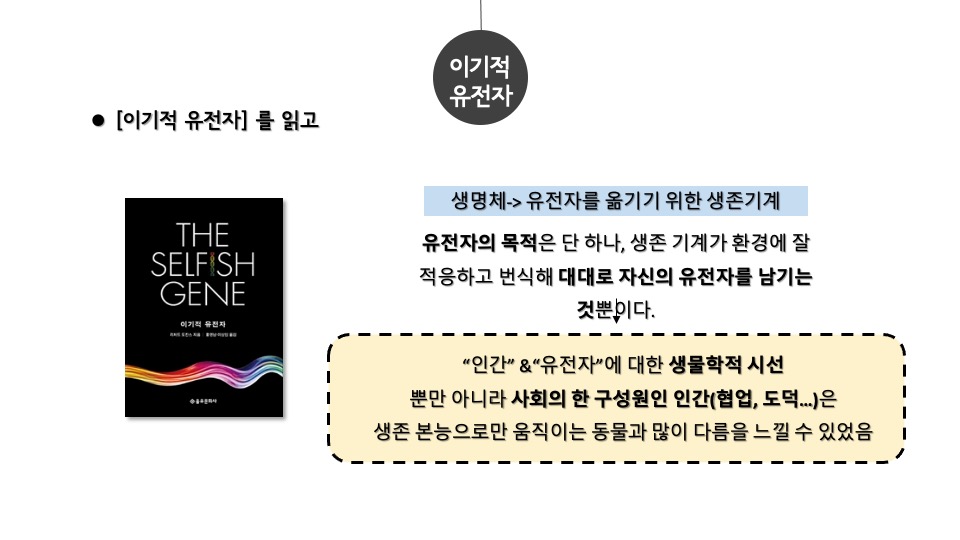 이기적
유전자
● [이기적 유전자] 를 읽고
생명체-> 유전자를 옮기기 위한 생존기계
유전자의 목적은 단 하나, 생존 기계가 환경에 잘
적응하고 번식해 대대로 자신의 유전자를 남기는
것뿐이다.
THE
SELFISH
GENE
이기적 유전자
리처드 도킨스 지음 홍영남·이상임 옮김
을유문화사
“인간” &“유전자”에 대한 생물학적 시선
뿐만 아니라 사회의 한 구성원인 인간(협업, 도덕...)은
생존 본능으로만 움직이는 동물과 많이 다름을 느낄 수 있었음